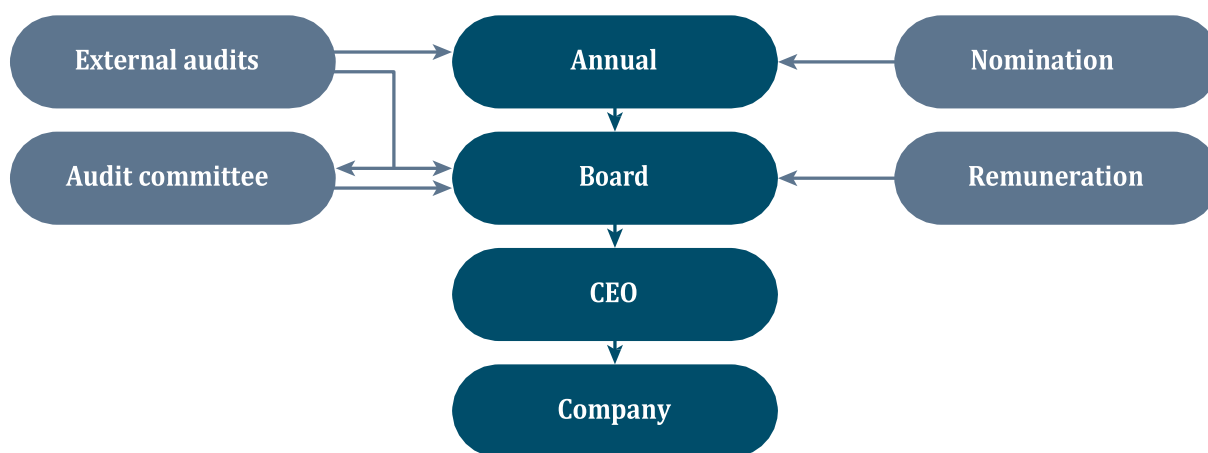 External audits
Annual
Nomination
Audit committee
Board
Remuneration
CEO
Company